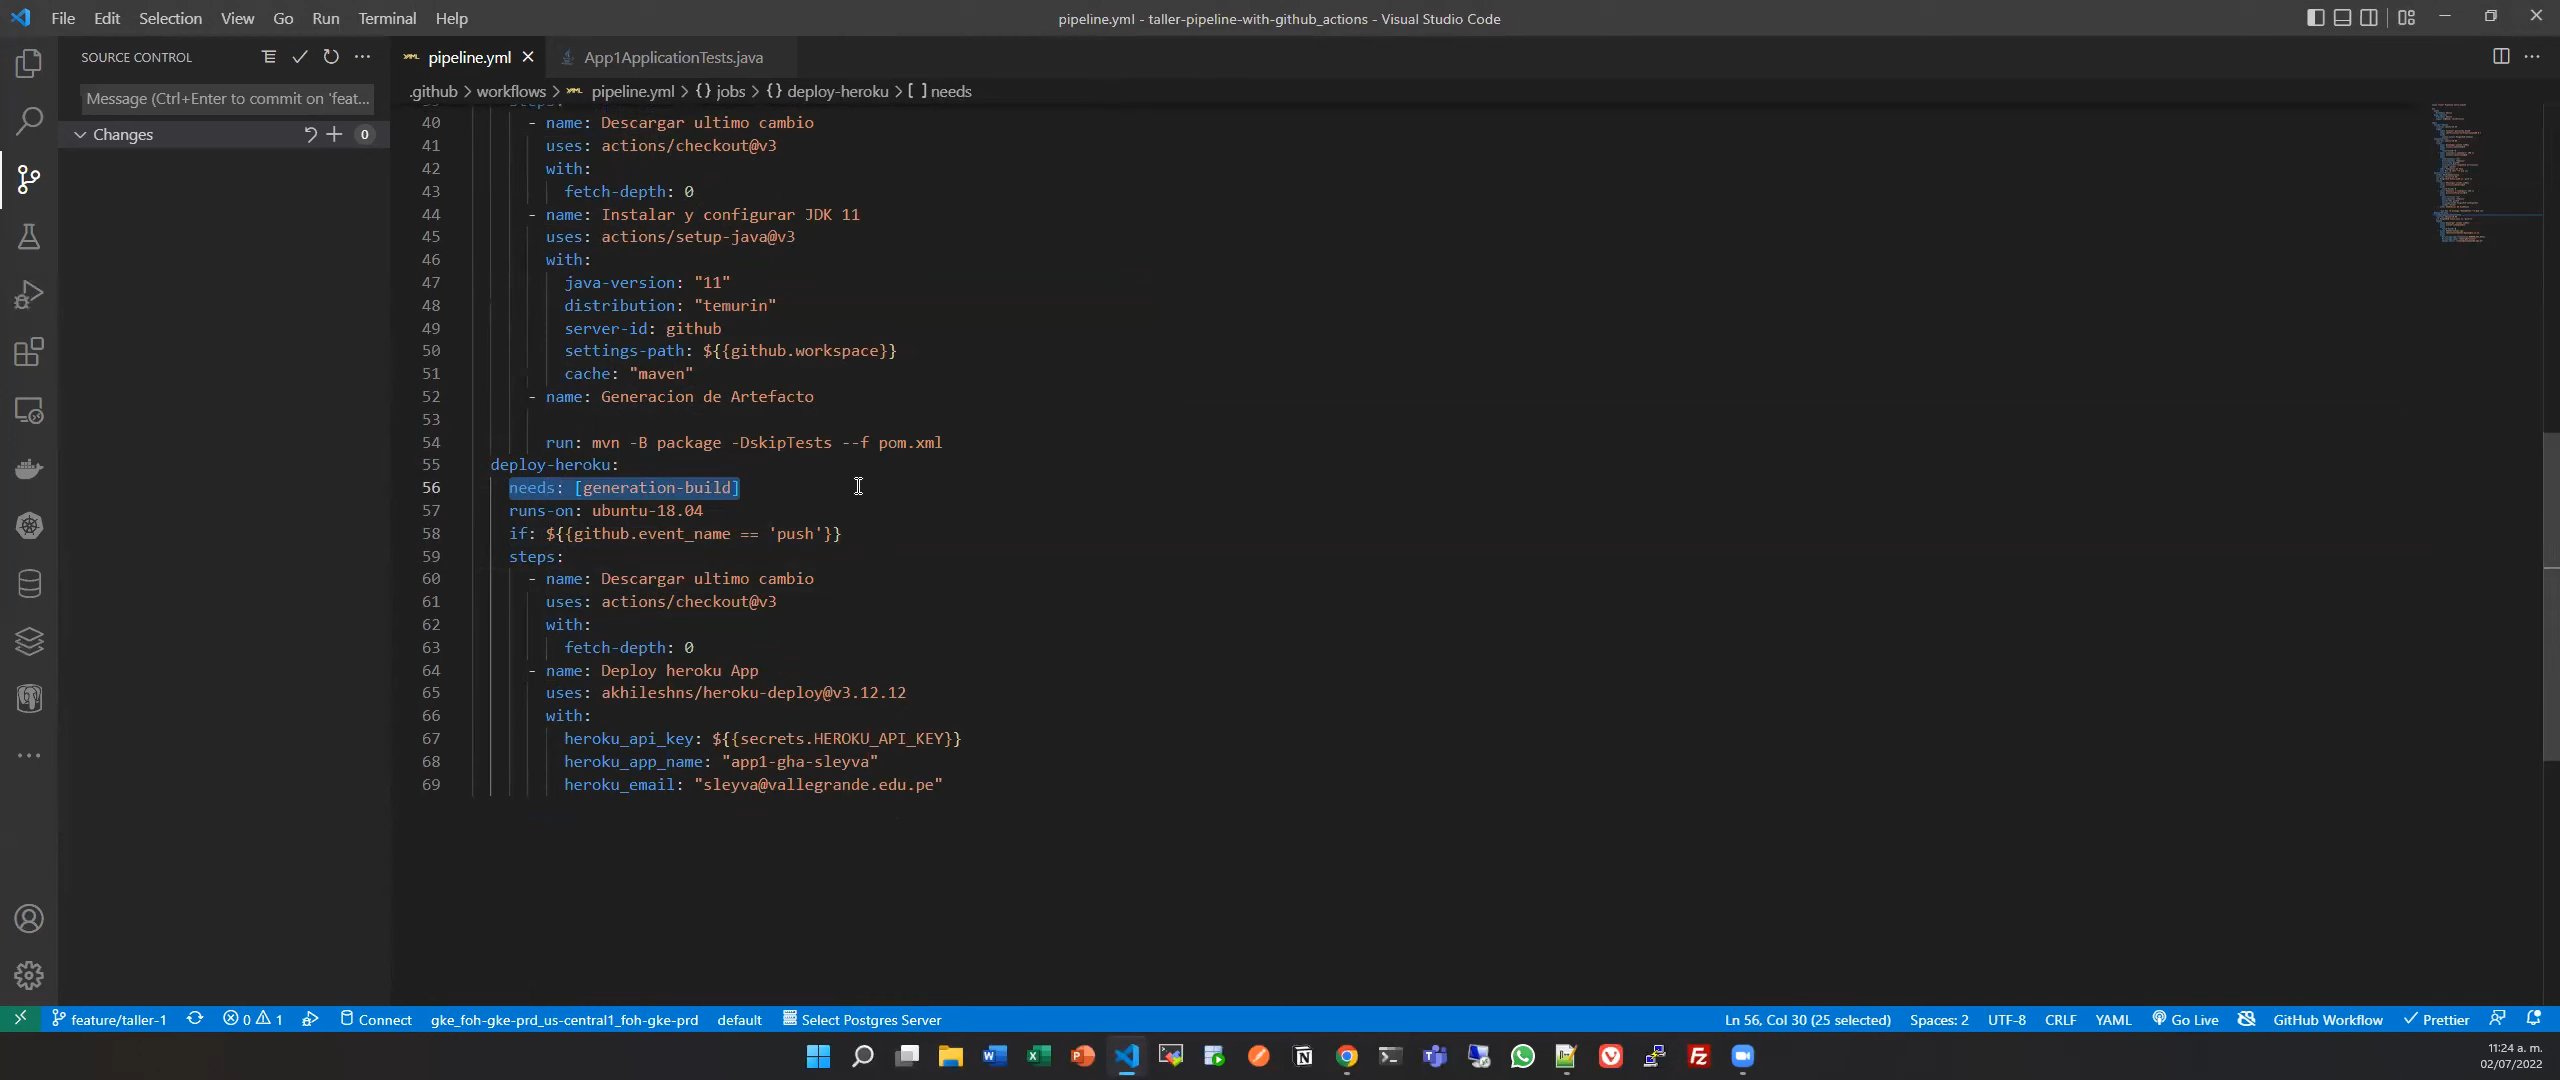 File Edit Selection View Go Run Terminal Help
pipeline.yml - taller-pipeline-with-github_actions - Visual Studio Code
SOURCE CONTROL
Message (Ctrl+Enter to commit on 'feat...
Changes 0
pipeline.yml App1ApplicationTests.java
.github > workflows > pipeline.yml > {} jobs > {} deploy-heroku > [ ] needs
40 - name: Descargar ultimo cambio
41 uses: actions/checkout@v3
42 with:
43 fetch-depth: 0
44 - name: Instalar y configurar JDK 11
45 uses: actions/setup-java@v3
46 with:
47 java-version: "11"
48 distribution: "temurin"
49 server-id: github
50 settings-path: ${{github.workspace}}
51 cache: "maven"
52 - name: Generacion de Artefacto
53
54 run: mvn -B package -DskipTests --f pom.xml
55 deploy-heroku:
56 needs: [generation-build]
57 runs-on: ubuntu-18.04
58 if: ${{github.event_name == 'push'}}
59 steps:
60 - name: Descargar ultimo cambio
61 uses: actions/checkout@v3
62 with:
63 fetch-depth: 0
64 - name: Deploy heroku App
65 uses: akhileshns/heroku-deploy@v3.12.12
66 with:
67 heroku_api_key: ${{secrets.HEROKU_API_KEY}}
68 heroku_app_name: "app1-gha-sleyva"
69 heroku_email: "sleyva@vallegrande.edu.pe"
feature/taller-1 0 1 Connect gke_foh-gke-prd_us-central1_foh-gke-prd default Select Postgres Server Ln 56, Col 30 (25 selected) Spaces: 2 UTF-8 CRLF YAML Go Live GitHub Workflow Prettier
11:24 a. m.
02/07/2022